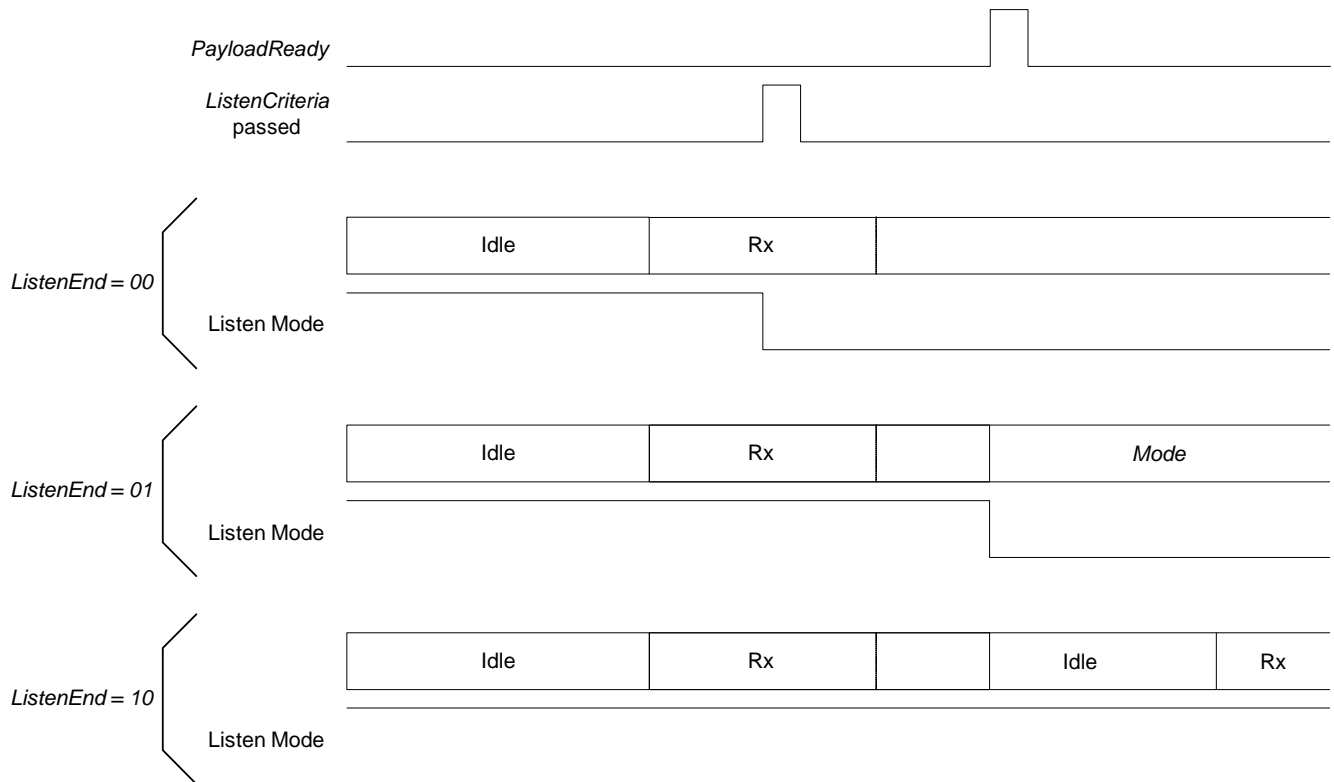 PayloadReady
ListenCriteria
passed
Idle
Rx
ListenEnd = 00
Listen Mode
Idle
Rx
Mode
ListenEnd = 01
Listen Mode
Idle
Rx
Idle
Rx
ListenEnd = 10
Listen Mode